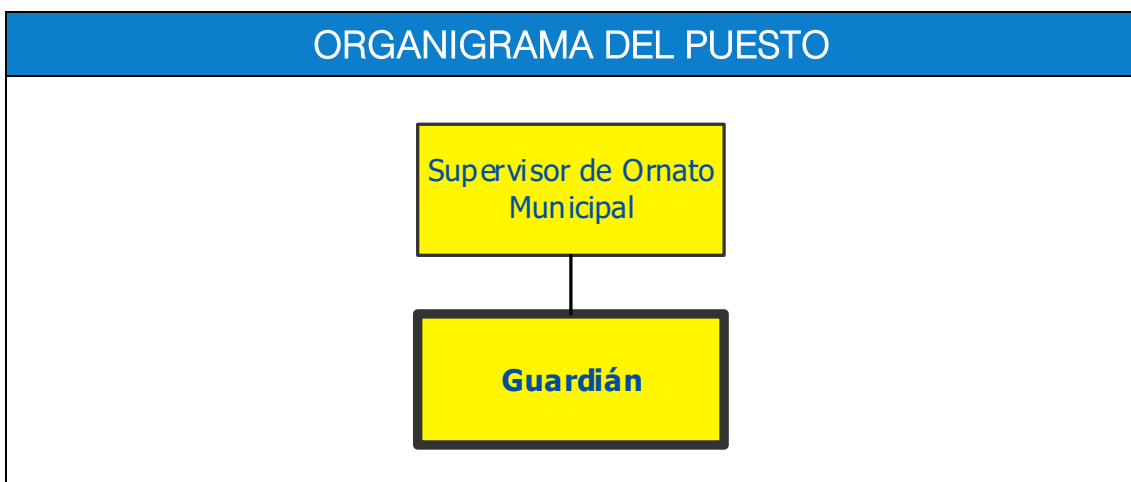 ORGANIGRAMA DEL PUESTO
Supervisor de Ornato
Municipal
Guardián